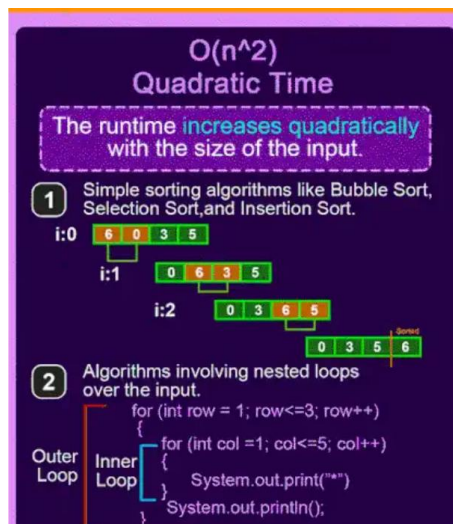 O(n^2)
Quadratic Time
The runtime increases quadratically
with the size of the input.
1
Simple sorting algorithms like Bubble Sort,
Selection Sort,and Insertion Sort.
i:0 6 0 3 5
i:1 0 6 3 5
i:2 0 3 6 5
Sorted
0 3 5 6
2
Algorithms involving nested loops
over the input.
for (int row = 1; row<=3; row++)
{
for (int col =1; col<=5; col++)
Outer Loop
Inner Loop
{
System.out.print("*")
}
System.out.println();
}